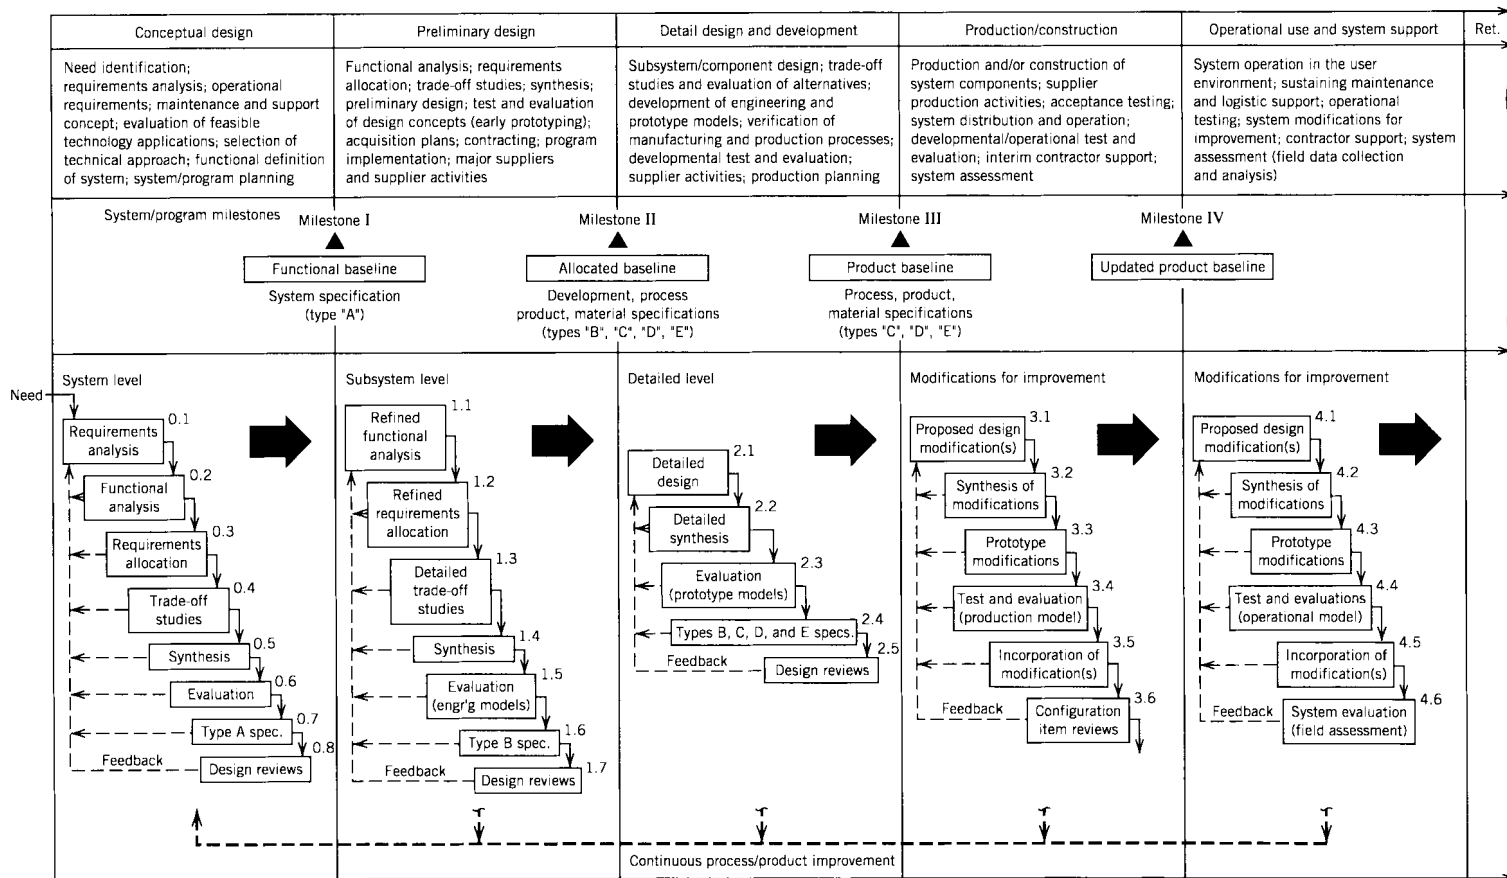 Conceptual design
Preliminary design
Detail design and development
Production/construction
Operational use and system support
Ret.
Need identification;
requirements analysis; operational
requirements; maintenance and support
concept; evaluation of feasible
technology applications; selection of
technical approach; functional definition
of system; system/program planning
Functional analysis; requirements
allocation; trade-off studies; synthesis;
preliminary design; test and evaluation
of design concepts (early prototyping);
acquisition plans; contracting; program
implementation; major suppliers
and supplier activities
Subsystem/component design; trade-off
studies and evaluation of alternatives;
development of engineering and
prototype models; verification of
manufacturing and production processes;
developmental test and evaluation;
supplier activities; production planning
Production and/or construction of
system components; supplier
production activities; acceptance testing;
system distribution and operation;
developmental/operational test and
evaluation; interim contractor support;
system assessment
System operation in the user
environment; sustaining maintenance
and logistic support; operational
testing; system modifications for
improvement; contractor support; system
assessment (field data collection
and analysis)
System/program milestones
Milestone I
Milestone II
Milestone III
Milestone IV
Functional baseline
Allocated baseline
Product baseline
Updated product baseline
System specification
(type "A")
Development, process
product, material specifications
(types "B", "C", "D", "E")
Process, product,
material specifications
(types "C", "D", "E")
System level
Need
Requirements
analysis
0.1
Functional
analysis
0.2
Requirements
allocation
0.3
Trade-off
studies
0.4
Synthesis
0.5
Evaluation
0.6
Type A spec.
0.7
Design reviews
0.8
Feedback
Subsystem level
Refined
functional
analysis
1.1
Refined
requirements
allocation
1.2
Detailed
trade-off
studies
1.3
Synthesis
1.4
Evaluation
(engr'g models)
1.5
Type B spec.
1.6
Design reviews
1.7
Feedback
Detailed level
Detailed
design
2.1
Detailed
synthesis
2.2
Evaluation
(prototype models)
2.3
Types B, C, D, and E specs.
2.4
Design reviews
2.5
Feedback
Modifications for improvement
Proposed design
modification(s)
3.1
Synthesis of
modifications
3.2
Prototype
modifications
3.3
Test and evaluation
(production model)
3.4
Incorporation of
modification(s)
3.5
Configuration
item reviews
3.6
Feedback
Modifications for improvement
Proposed design
modification(s)
4.1
Synthesis of
modifications
4.2
Prototype
modifications
4.3
Test and evaluations
(operational model)
4.4
Incorporation of
modification(s)
4.5
System evaluation
(field assessment)
4.6
Feedback
Continuous process/product improvement